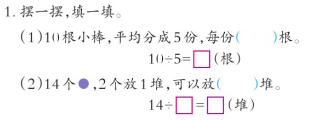 1. 摆一摆,填一填。
(1)10根小棒,平均分成5份,每份(  )根。
10÷5=□(根)
(2)14个●,2个放1堆,可以放(  )堆。
14÷□=□(堆)